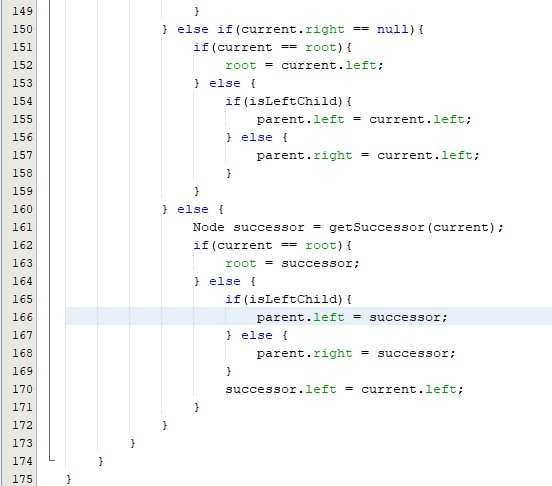 149                 }
150             } else if(current.right == null){
151                 if(current == root){
152                     root = current.left;
153                 } else {
154                     if(isLeftChild){
155                         parent.left = current.left;
156                     } else {
157                         parent.right = current.left;
158                     }
159                 }
160             } else {
161                 Node successor = getSuccessor(current);
162                 if(current == root){
163                     root = successor;
164                 } else {
165                     if(isLeftChild){
166                         parent.left = successor;
167                     } else {
168                         parent.right = successor;
169                     }
170                     successor.left = current.left;
171                 }
172             }
173         }
174     }
175 }